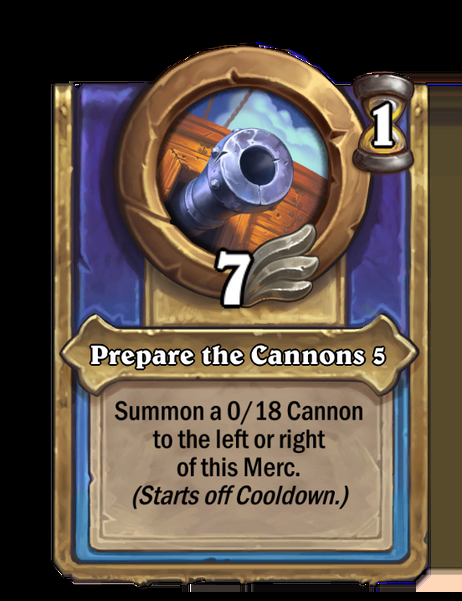 1
7
Prepare the Cannons 5
Summon a 0/18 Cannon
to the left or right
of this Merc.
(Starts off Cooldown.)